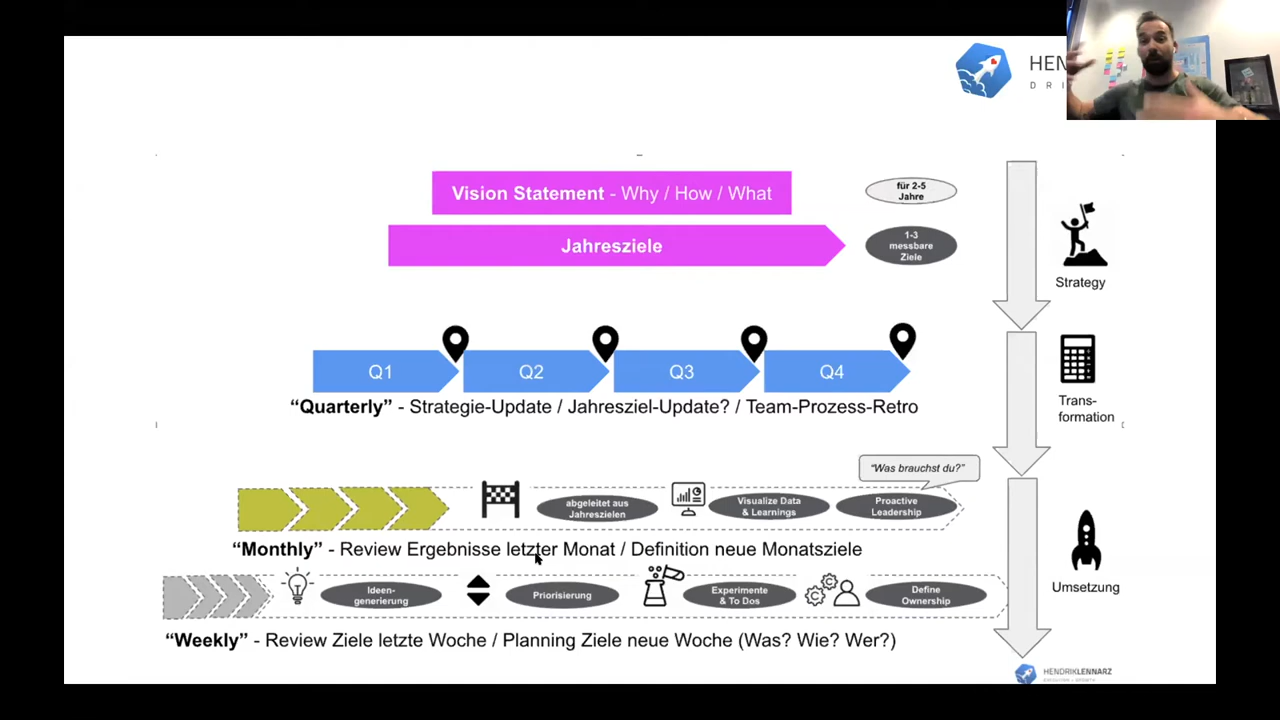 HEN
DRI
Vision Statement - Why / How / What
für 2-5
Jahre
Jahresziele
1-3
messbare
Ziele
Strategy
Q1
Q2
Q3
Q4
“Quarterly” - Strategie-Update / Jahresziel-Update? / Team-Prozess-Retro
Trans-
formation
“Was brauchst du?”
abgeleitet aus
Jahreszielen
Visualize Data
& Learnings
Proactive
Leadership
“Monthly” - Review Ergebnisse letzter Monat / Definition neue Monatsziele
Ideen-
generierung
Priorisierung
Experimente
& To Dos
Define
Ownership
Umsetzung
“Weekly” - Review Ziele letzte Woche / Planning Ziele neue Woche (Was? Wie? Wer?)
HENDRIKLENNARZ